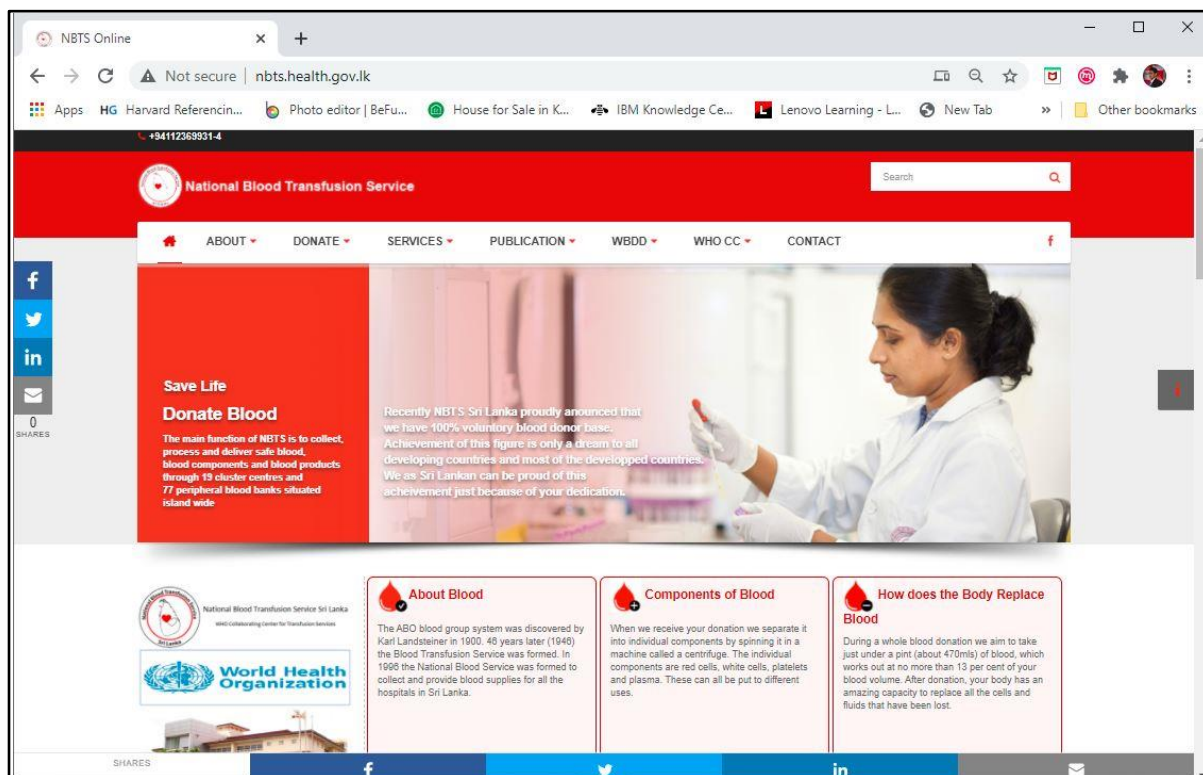 NBTS Online
Not secure | nbts.health.gov.lk
Apps HG Harvard Referencin... Photo editor | BeFu... House for Sale in K... IBM Knowledge Ce... Lenovo Learning - L... New Tab » Other bookmarks
+94112369931-4
National Blood Transfusion Service
Search
ABOUT DONATE SERVICES PUBLICATION WBDD WHO CC CONTACT
0
SHARES
Save Life
Donate Blood
The main function of NBTS is to collect,
process and deliver safe blood,
blood components and blood products
through 19 cluster centres and
77 peripheral blood banks situated
island wide
Recently NBTS Sri Lanka proudly anounced that
we have 100% voluntory blood donor base.
Achievement of this figure is only a dream to all
developing countries and most of the developped countries.
We as Sri Lankan can be proud of this
acheivement just because of your dedication.
National Blood Transfusion Service Sri Lanka
WHO Collaborating Center for Transfusion Services
World Health
Organization
About Blood
The ABO blood group system was discovered by
Karl Landsteiner in 1900. 46 years later (1946)
the Blood Transfusion Service was formed. In
1996 the National Blood Service was formed to
collect and provide blood supplies for all the
hospitals in Sri Lanka.
Components of Blood
When we receive your donation we separate it
into individual components by spinning it in a
machine called a centrifuge. The individual
components are red cells, white cells, platelets
and plasma. These can all be put to different
uses.
How does the Body Replace
Blood
During a whole blood donation we aim to take
just under a pint (about 470mls) of blood, which
works out at no more than 13 per cent of your
blood volume. After donation, your body has an
amazing capacity to replace all the cells and
fluids that have been lost.
SHARES